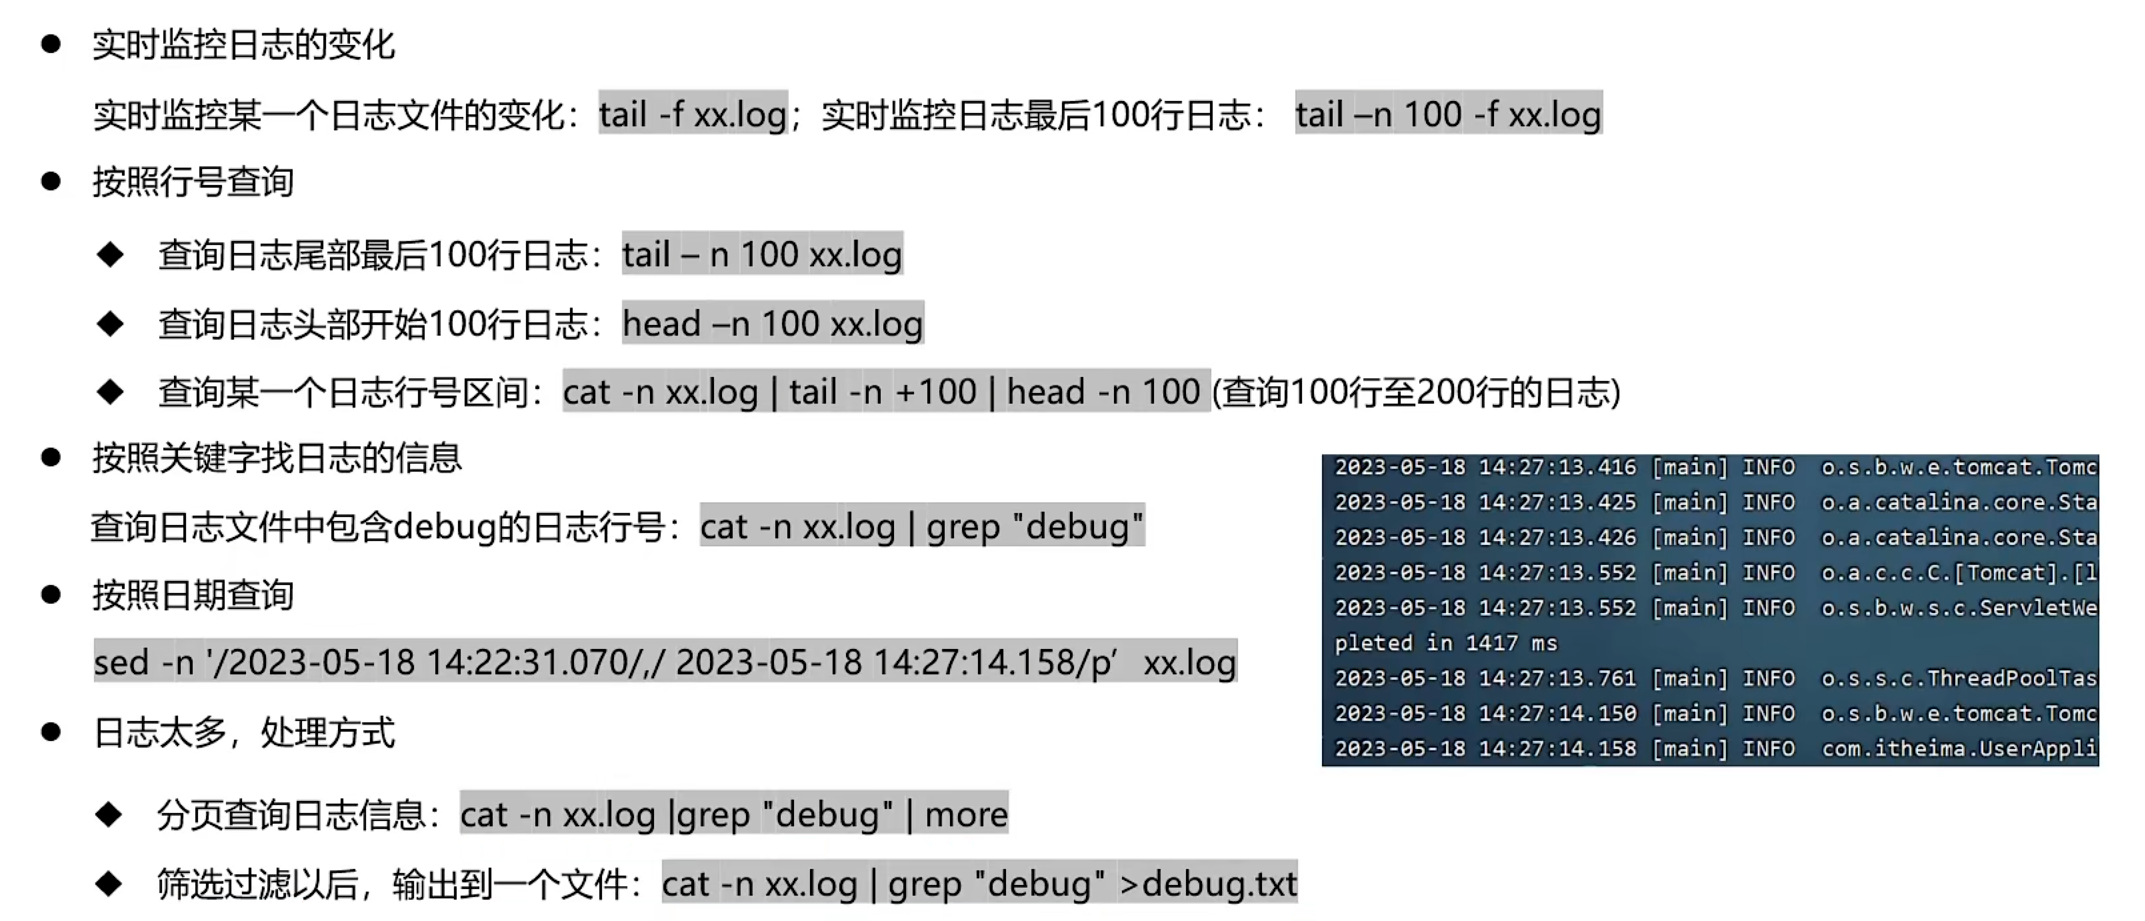 ● 实时监控日志的变化
实时监控某一个日志文件的变化：tail -f xx.log；实时监控日志最后100行日志： tail –n 100 -f xx.log
● 按照行号查询
◆ 查询日志尾部最后100行日志：tail – n 100 xx.log
◆ 查询日志头部开始100行日志：head –n 100 xx.log
◆ 查询某一个日志行号区间：cat -n xx.log | tail -n +100 | head -n 100 (查询100行至200行的日志)
● 按照关键字找日志的信息
查询日志文件中包含debug的日志行号：cat -n xx.log | grep "debug"
● 按照日期查询
sed -n '/2023-05-18 14:22:31.070/,/ 2023-05-18 14:27:14.158/p’ xx.log
● 日志太多，处理方式
◆ 分页查询日志信息：cat -n xx.log |grep "debug" | more
◆ 筛选过滤以后，输出到一个文件：cat -n xx.log | grep "debug" >debug.txt
2023-05-18 14:27:13.416 [main] INFO o.s.b.w.e.tomcat.Tomc
2023-05-18 14:27:13.425 [main] INFO o.a.catalina.core.Sta
2023-05-18 14:27:13.426 [main] INFO o.a.catalina.core.Sta
2023-05-18 14:27:13.552 [main] INFO o.a.c.c.C.[Tomcat].[l
2023-05-18 14:27:13.552 [main] INFO o.s.b.w.s.c.ServletWe
pleted in 1417 ms
2023-05-18 14:27:13.761 [main] INFO o.s.s.c.ThreadPoolTas
2023-05-18 14:27:14.150 [main] INFO o.s.b.w.e.tomcat.Tomc
2023-05-18 14:27:14.158 [main] INFO com.itheima.UserAppli